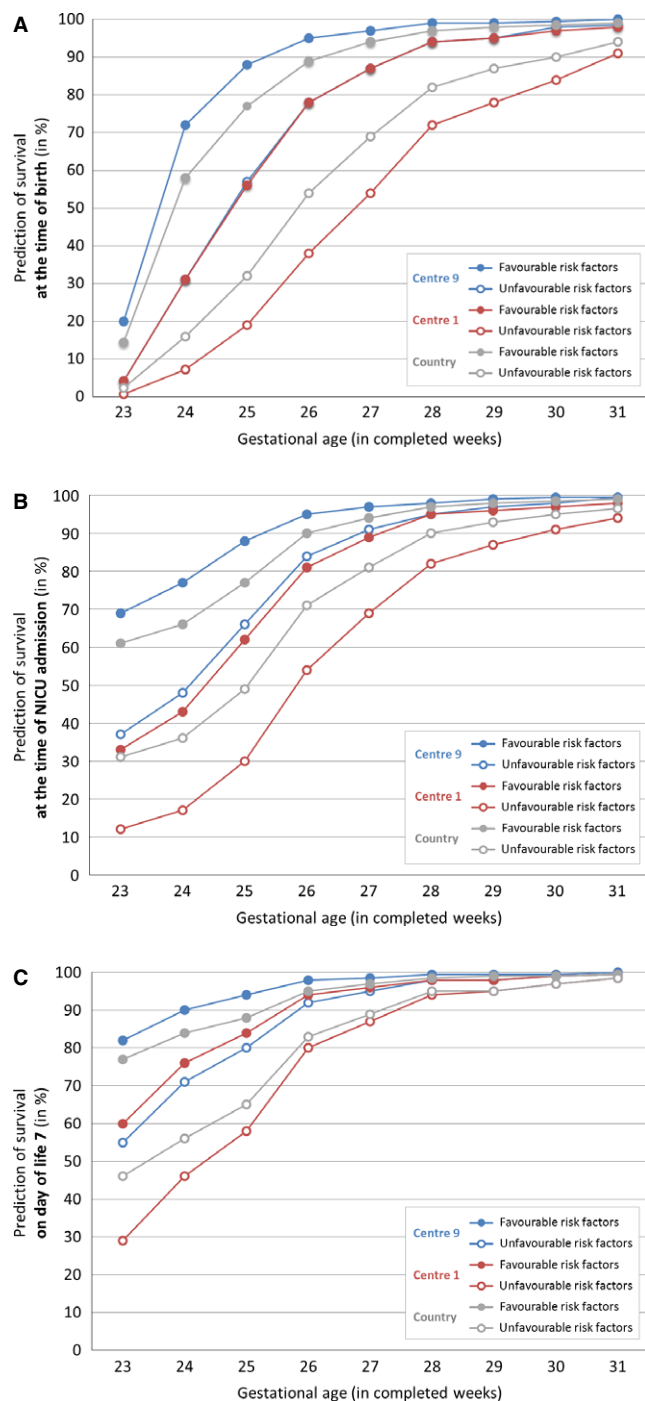 A
Prediction of survival
at the time of birth (in %)
100
90
80
70
60
50
40
30
20
10
0
Centre 9
Favourable risk factors
Unfavourable risk factors
Centre 1
Favourable risk factors
Unfavourable risk factors
Country
Favourable risk factors
Unfavourable risk factors
23 24 25 26 27 28 29 30 31
Gestational age (in completed weeks)
B
Prediction of survival
at the time of NICU admission (in %)
100
90
80
70
60
50
40
30
20
10
0
Centre 9
Favourable risk factors
Unfavourable risk factors
Centre 1
Favourable risk factors
Unfavourable risk factors
Country
Favourable risk factors
Unfavourable risk factors
23 24 25 26 27 28 29 30 31
Gestational age (in completed weeks)
C
Prediction of survival
on day of life 7 (in %)
100
90
80
70
60
50
40
30
20
10
0
Centre 9
Favourable risk factors
Unfavourable risk factors
Centre 1
Favourable risk factors
Unfavourable risk factors
Country
Favourable risk factors
Unfavourable risk factors
23 24 25 26 27 28 29 30 31
Gestational age (in completed weeks)